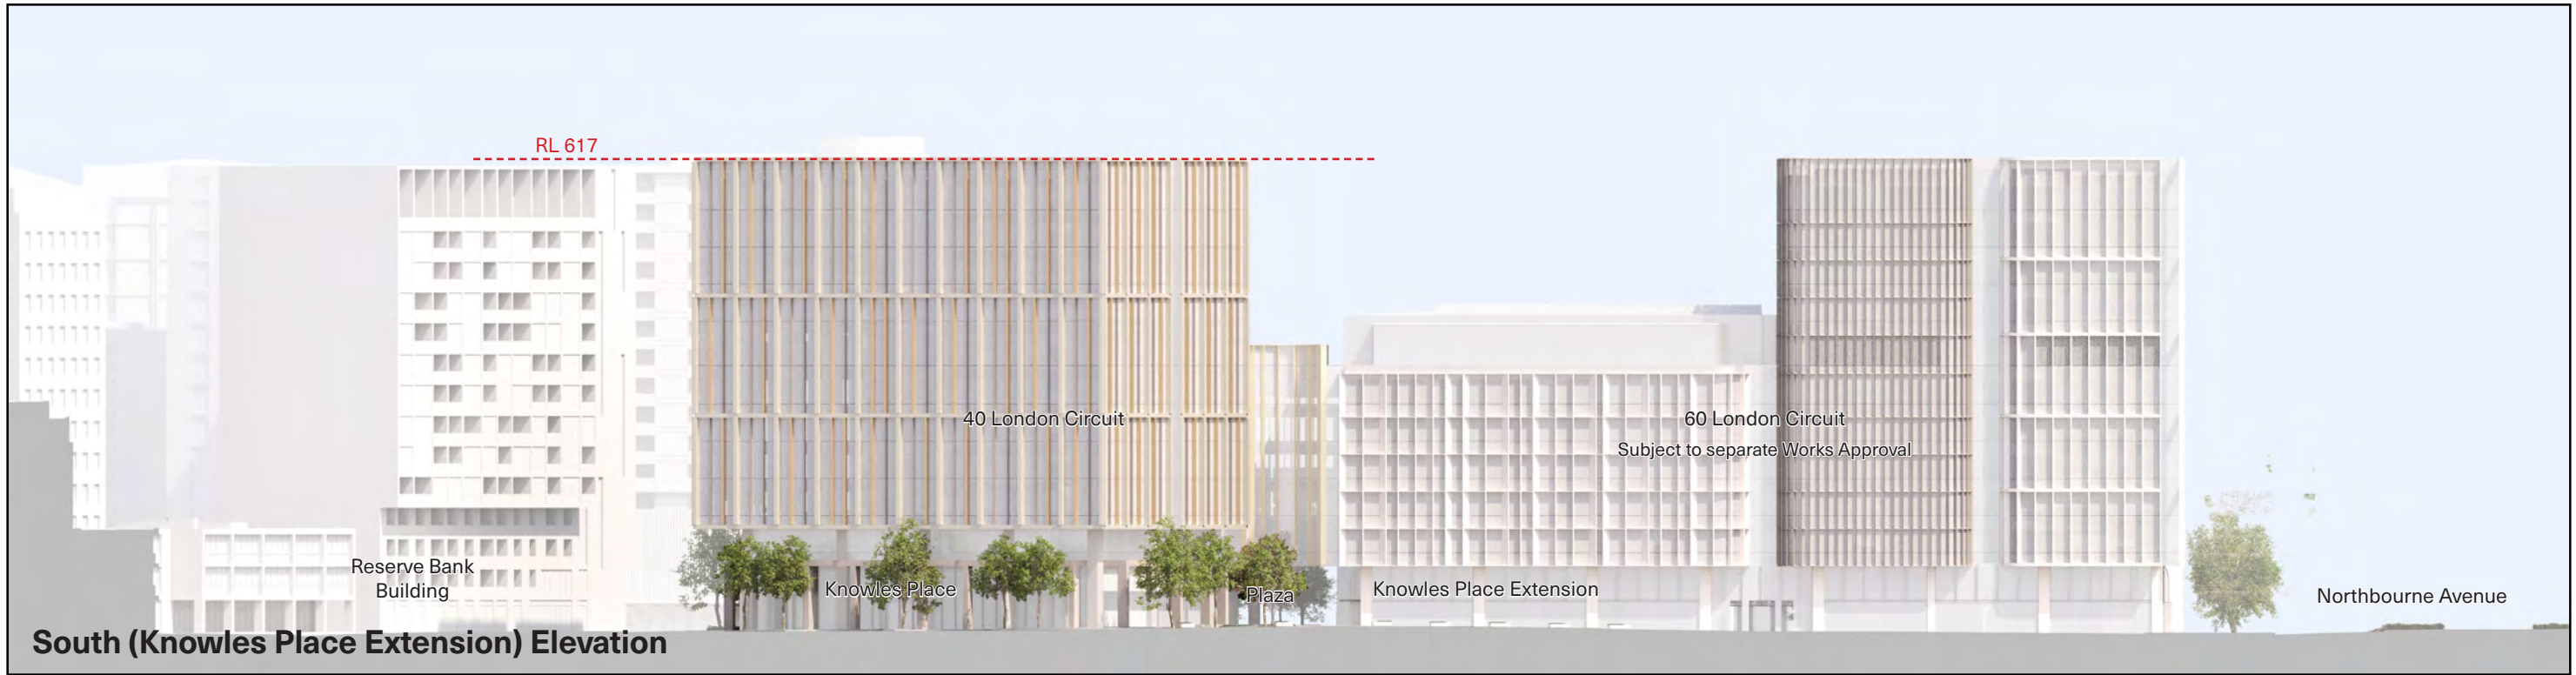 RL 617
40 London Circuit
60 London Circuit
Subject to separate Works Approval
Reserve Bank
Building
Knowles Place
Plaza
Knowles Place Extension
Northbourne Avenue
South (Knowles Place Extension) Elevation